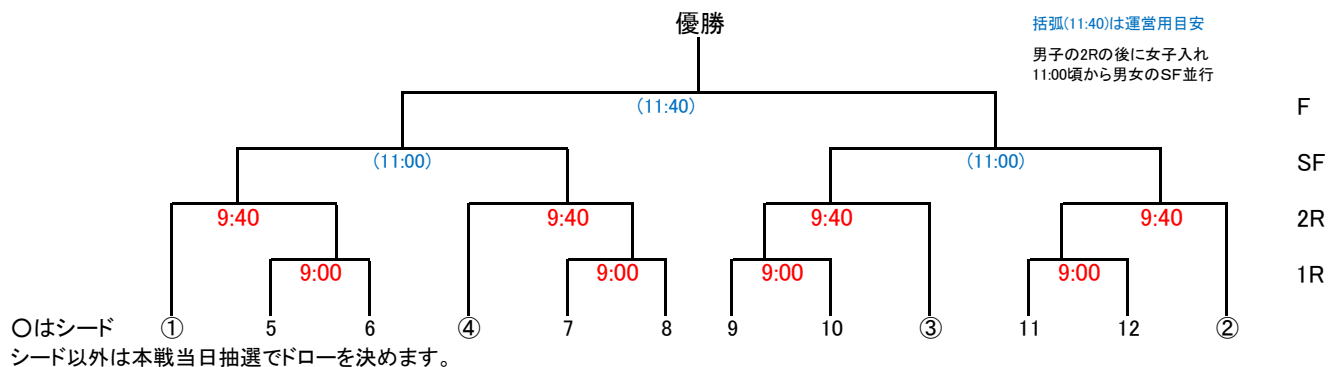 優勝
括弧(11:40)は運営用目安
男子の2Rの後に女子入れ
11:00頃から男女のSF並行
(11:40)
F
(11:00) (11:00)
SF
9:40 9:40 9:40 9:40
2R
9:00 9:00 9:00 9:00
1R
〇はシード ① 5 6 ④ 7 8 9 10 ③ 11 12 ②
シード以外は本戦当日抽選でドローを決めます。